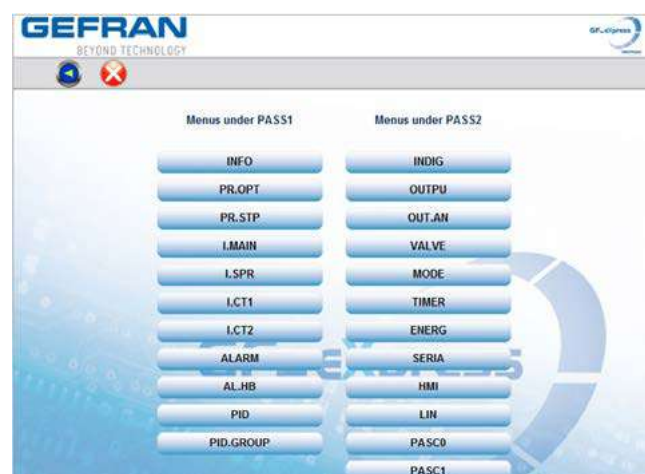 GEFRAN
BEYOND TECHNOLOGY
GF_eXpress
Menus under PASS1
Menus under PASS2
INFO
INDIG
PR.OPT
OUTPU
PR.STP
OUT.AN
I.MAIN
VALVE
I.SPR
MODE
I.CT1
TIMER
I.CT2
ENERG
ALARM
SERIA
AL.HB
HMI
PID
LIN
PID.GROUP
PASC0
PASC1